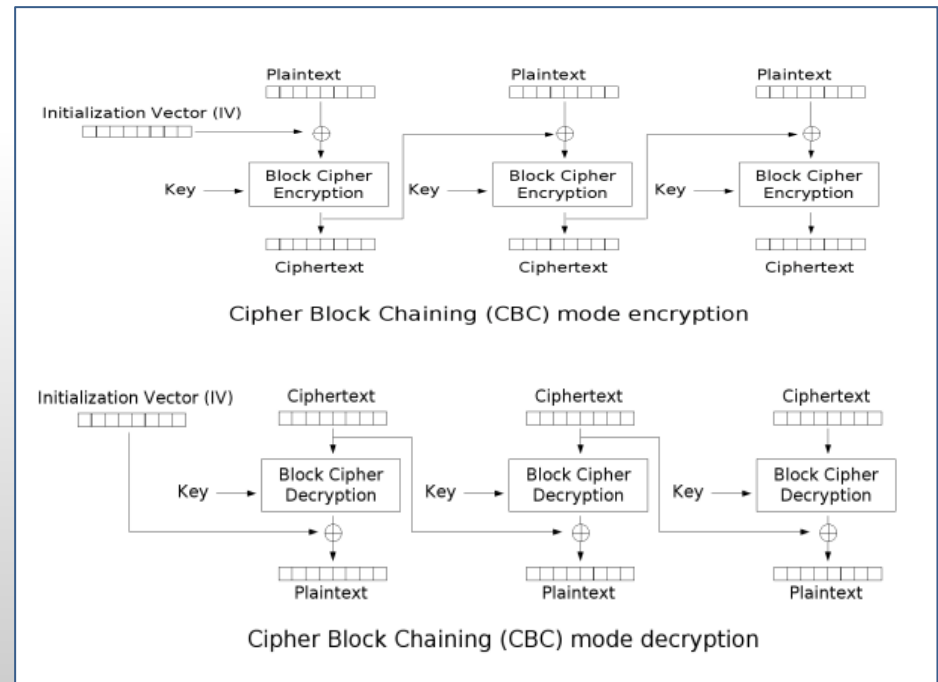 Plaintext Plaintext Plaintext
Initialization Vector (IV)
Key Block Cipher Encryption Key Block Cipher Encryption Key Block Cipher Encryption
Ciphertext Ciphertext Ciphertext
Cipher Block Chaining (CBC) mode encryption
Initialization Vector (IV) Ciphertext Ciphertext Ciphertext
Key Block Cipher Decryption Key Block Cipher Decryption Key Block Cipher Decryption
Plaintext Plaintext Plaintext
Cipher Block Chaining (CBC) mode decryption